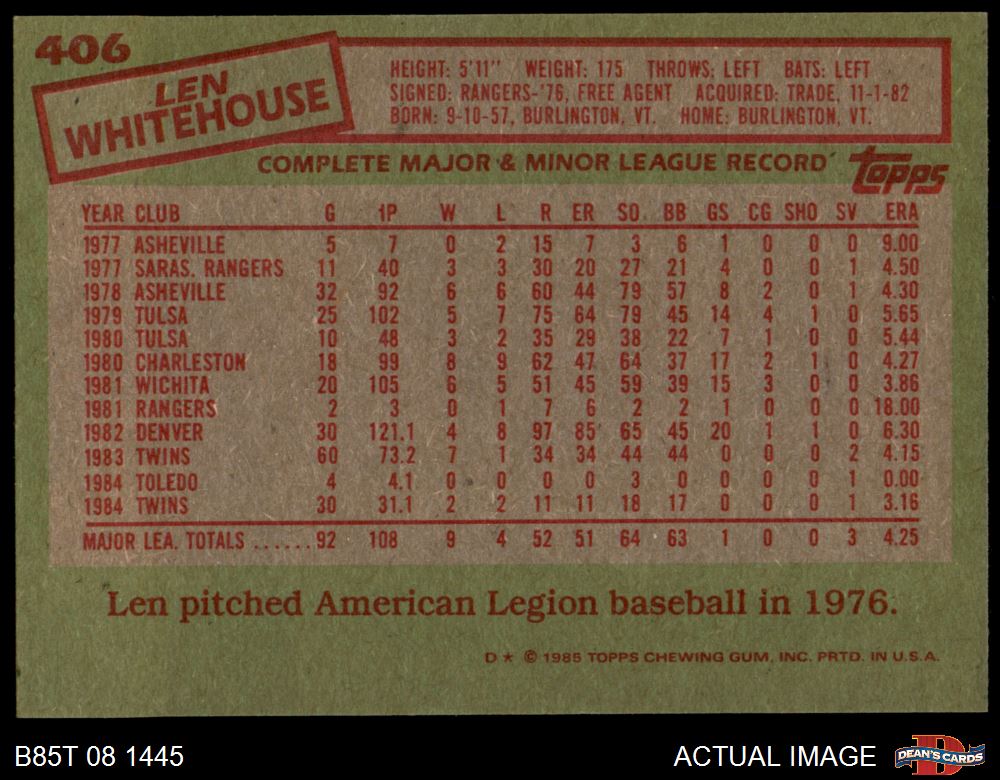 406
LEN
WHITEHOUSE
HEIGHT: 5'11" WEIGHT: 175 THROWS: LEFT BATS: LEFT
SIGNED: RANGERS-'76, FREE AGENT ACQUIRED: TRADE, 11-1-82
BORN: 9-10-57, BURLINGTON, VT. HOME: BURLINGTON, VT.
COMPLETE MAJOR & MINOR LEAGUE RECORD topps
YEAR CLUB G IP W L R ER SO BB GS CG SHO SV ERA
1977 ASHEVILLE 5 7 0 2 15 7 3 6 1 0 0 0 9.00
1977 SARAS. RANGERS 11 40 3 3 30 20 27 21 4 0 0 1 4.50
1978 ASHEVILLE 32 92 6 6 60 44 79 57 8 2 0 1 4.30
1979 TULSA 25 102 5 7 75 64 79 45 14 4 1 0 5.65
1980 TULSA 10 48 3 2 35 29 38 22 7 1 0 0 5.44
1980 CHARLESTON 18 99 8 9 62 47 64 37 17 2 1 0 4.27
1981 WICHITA 20 105 6 5 51 45 59 39 15 3 0 0 3.86
1981 RANGERS 2 3 0 1 7 6 2 2 1 0 0 0 18.00
1982 DENVER 30 121.1 4 8 97 85 65 45 20 1 1 0 6.30
1983 TWINS 60 73.2 7 1 34 34 44 44 0 0 0 2 4.15
1984 TOLEDO 4 4.1 0 0 0 0 3 0 0 0 0 1 0.00
1984 TWINS 30 31.1 2 2 11 11 18 17 0 0 0 1 3.16
MAJOR LEA. TOTALS ......92 108 9 4 52 51 64 63 1 0 0 3 4.25
Len pitched American Legion baseball in 1976.
D ★ © 1985 TOPPS CHEWING GUM, INC. PRTD. IN U.S.A.
B85T 08 1445 ACTUAL IMAGE DEAN'S CARDS